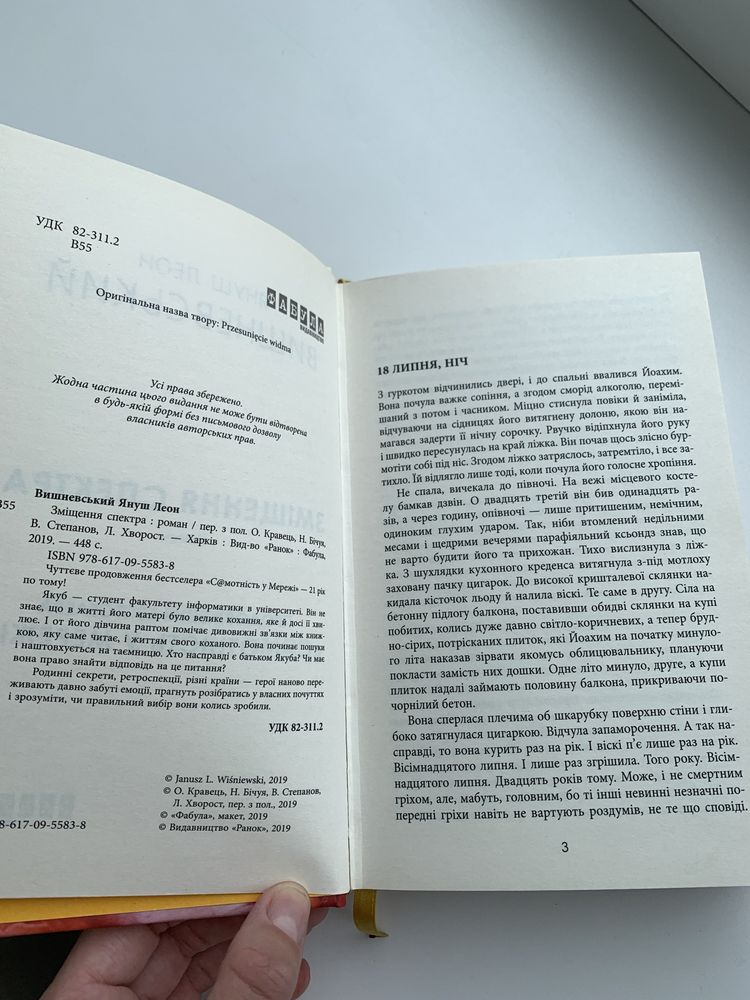 УДК 82-311.2
В55
ФАБУЛА
Оригінальна назва твору: Przesunięcie widma
Усі права збережено.
Жодна частина цього видання не може бути відтворена
в будь-якій формі без письмового дозволу
власників авторських прав.
Вишневський Януш Леон
В55
Зміщення спектра : роман / пер. з пол. О. Кравець, Н. Бічуя,
В. Степанов, Л. Хворост. — Харків : Вид-во «Ранок» : Фабула,
2019. — 448 с.
ISBN 978-617-09-5583-8
Чуттєве продовження бестселера «С@мотність у Мережі» — 21 рік
по тому!
Якуб — студент факультету інформатики в університеті. Він не
знає, що в житті його матері було велике кохання, яке й досі її хви-
лює. І от його дівчина раптом помічає дивовижні зв'язки між книж-
кою, яку саме читає, і життям свого коханого. Вона починає пошуки
і наштовхується на таємницю. Хто насправді є батьком Якуба? Чи має
вона право знайти відповідь на це питання?
Родинні секрети, ретроспекції, різні країни — герої наново пере-
живають давно забуті емоції, прагнуть розібратись у власних почуттях
і зрозуміти, чи правильний вибір вони колись зробили.
УДК 82-311.2
© Janusz L. Wiśniewski, 2019
© О. Кравець, Н. Бічуя, В. Степанов,
Л. Хворост, пер. з пол., 2019
© «Фабула», макет, 2019
8-617-09-5583-8
© Видавництво «Ранок», 2019
18 ЛИПНЯ, НІЧ
З гуркотом відчинились двері, і до спальні ввалився Йоахим.
Вона почула важке сопіння, а згодом сморід алкоголю, перемі-
шаний з потом і часником. Міцно стиснула повіки й заніміла,
відчуваючи на сідницях його витягнену долоню, якою він на-
магався задерти її нічну сорочку. Рвучко відіпхнула його руку
і швидко пересунулась на край ліжка. Він почав щось злісно бур-
мотіти собі під ніс. Згодом ліжко затряслось, затремтіло, і все за-
тихло. Їй відлягло лише тоді, коли почула його голосне хропіння.
Не спала, вичекала до півночі. На вежі місцевого косте-
лу бамкав дзвін. О двадцять третій він бив одинадцять ра-
зів, а через годину, опівночі — лише притишеним, немічним,
одиноким глухим ударом. Так, ніби втомлений недільними
месами і щедрими вечерями парафіяльний ксьондз знав, що
не варто будити його та прихожан. Тихо вислизнула з ліж-
ка. З шухлядки кухонного креденса витягнула з-під мотлоху
заховану пачку цигарок. До високої кришталевої склянки на-
кидала кісточок льоду й налила віскі. Те саме в другу. Сіла на
бетонну підлогу балкона, поставивши обидві склянки на купі
побитих, колись дуже давно світло-коричневих, а тепер бруд-
но-сірих, потрісканих плиток, які Йоахим на початку минуло-
го літа наказав зірвати якомусь облицювальнику, плануючи
покласти замість них дошки. Одне літо минуло, друге, а купи
плиток надалі займають половину балкона, прикриваючи по-
чорнілий бетон.
Вона сперлася плечима об шкарубку поверхню стіни і гли-
боко затягнулася цигаркою. Відчула запаморочення. А так на-
справді, то вона курить раз на рік. І віскі п'є лише раз на рік.
Вісімнадцятого липня. І лише раз згрішила. Того року. Вісім-
надцятого липня. Двадцять років тому. Може, і не смертним
гріхом, але, мабуть, головним, бо ті інші невинні незначні по-
передні гріхи навіть не вартують роздумів, не те що сповіді.
3